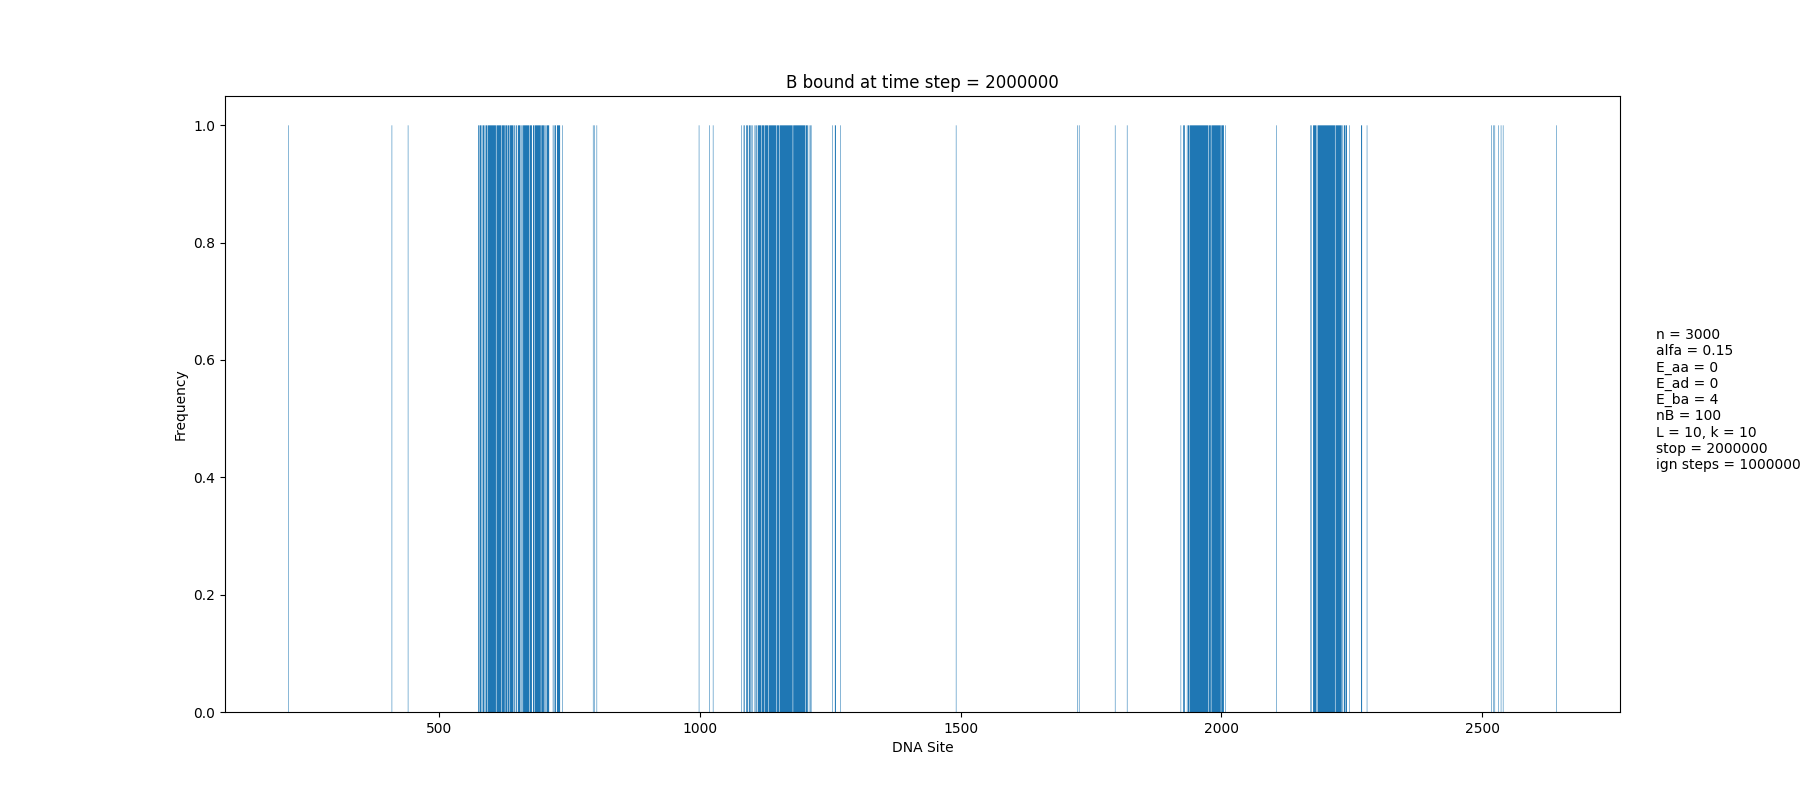 B bound at time step = 2000000
1.0
0.8
0.6
0.4
0.2
0.0
Frequency
500
1000
1500
2000
2500
DNA Site
n = 3000
alfa = 0.15
E_aa = 0
E_ad = 0
E_ba = 4
nB = 100
L = 10, k = 10
stop = 2000000
ign steps = 1000000